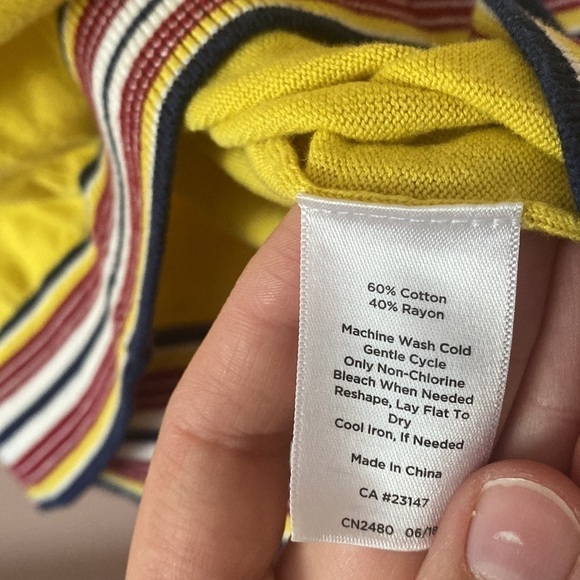 60% Cotton
40% Rayon
Machine Wash Cold
Gentle Cycle
Only Non-Chlorine
Bleach When Needed
Reshape, Lay Flat To
Dry
Cool Iron, If Needed
Made in China
CA #23147
CN2480